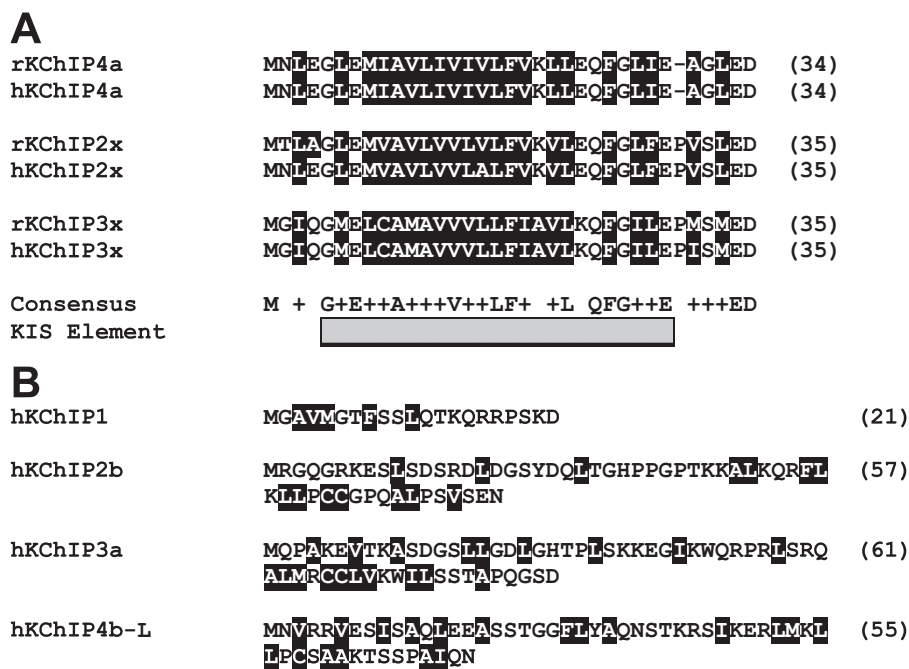 A
rKChIP4a MNLEGLEMIAVLIVIVLFVKLLEQFGLIE-AGLED (34)
hKChIP4a MNLEGLEMIAVLIVIVLFVKLLEQFGLIE-AGLED (34)
rKChIP2x MTLAGLEMVAVLVVLVLFVKVLEQFGLFEPVSLED (35)
hKChIP2x MNLEGLEMVAVLVVLALFVKVLEQFGLFEPVSLED (35)
rKChIP3x MGIQGMELCAMAVVVLLFIAVLKQFGILEPMSMED (35)
hKChIP3x MGIQGMELCAMAVVVLLFIAVLKQFGILEPISMED (35)
Consensus M + G+E++A+++V++LF+ +L QFG++E +++ED
KIS Element
B
hKChIP1 MGAVMGTFSSLQTKQRRPSKD (21)
hKChIP2b MRGQGRKESLSDSRDLDGSYDQLTGHPPGPTKKALKQRFL (57)
KLLPCCGPQALPSVSEN
hKChIP3a MQPAKEVTKASDGSLLGDLGHTPLSKKEGIKWQRPRLSRQ (61)
ALMRCCLVKWILSSTAPQGSD
hKChIP4b-L MNVRRVESISAQLEEASSTGGFLYAQNSTKRSIKERLMKL (55)
LPCSAAKTSSPAIQN